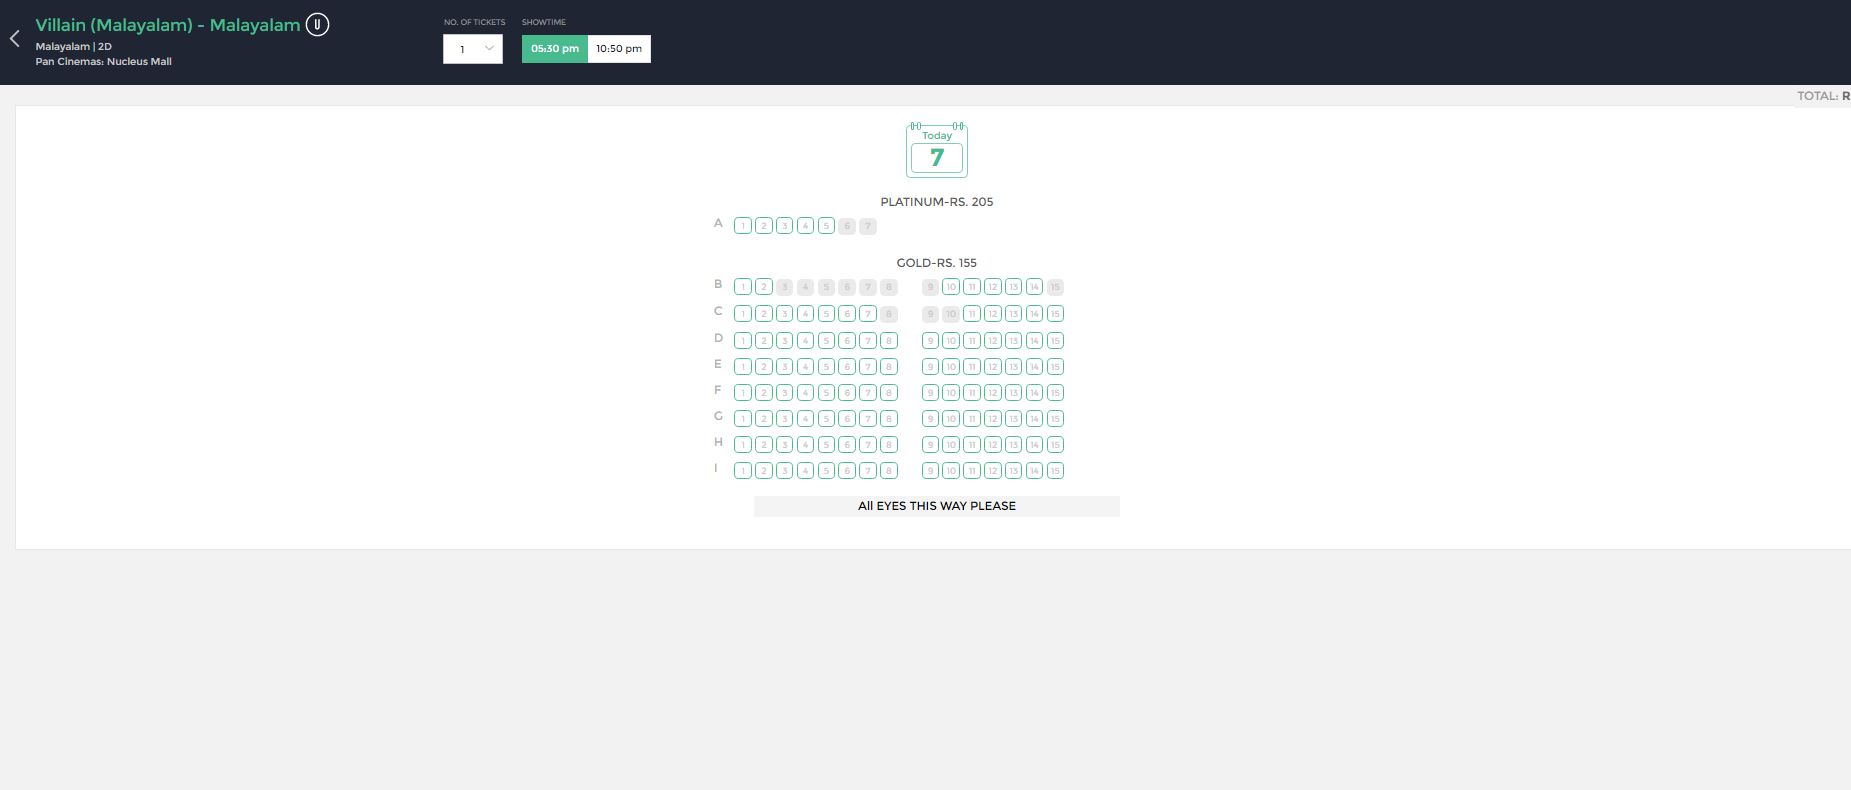 Villain (Malayalam) - Malayalam U
Malayalam | 2D
Pan Cinemas: Nucleus Mall
NO. OF TICKETS SHOWTIME
1 05:30 pm 10:50 pm
TOTAL: R
Today
7
PLATINUM-RS. 205
A 1 2 3 4 5 6 7
GOLD-RS. 155
B 1 2 3 4 5 6 7 8 9 10 11 12 13 14 15
C 1 2 3 4 5 6 7 8 9 10 11 12 13 14 15
D 1 2 3 4 5 6 7 8 9 10 11 12 13 14 15
E 1 2 3 4 5 6 7 8 9 10 11 12 13 14 15
F 1 2 3 4 5 6 7 8 9 10 11 12 13 14 15
G 1 2 3 4 5 6 7 8 9 10 11 12 13 14 15
H 1 2 3 4 5 6 7 8 9 10 11 12 13 14 15
I 1 2 3 4 5 6 7 8 9 10 11 12 13 14 15
All EYES THIS WAY PLEASE